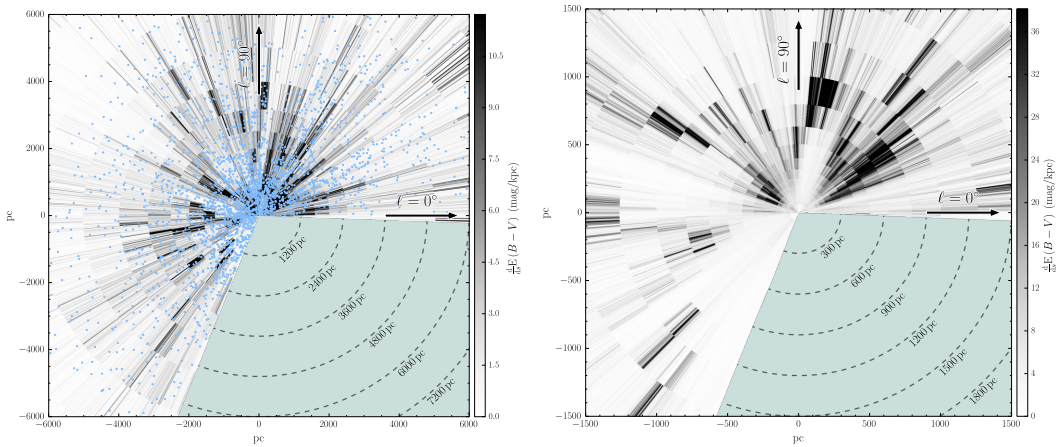 6000
4000
2000
0
−2000
−4000
−6000
pc
−6000 −4000 −2000 0 2000 4000 6000
pc
ℓ = 90°
ℓ = 0°
1200 pc
2400 pc
3600 pc
4800 pc
6000 pc
7200 pc
10.5
9.0
7.5
6.0
4.5
3.0
1.5
0.0
d/ds E (B − V) (mag/kpc)
1500
1000
500
0
−500
−1000
−1500
pc
−1500 −1000 −500 0 500 1000 1500
pc
ℓ = 90°
ℓ = 0°
300 pc
600 pc
900 pc
1200 pc
1500 pc
1800 pc
36
32
28
24
20
16
12
8
4
0
d/ds E (B − V) (mag/kpc)